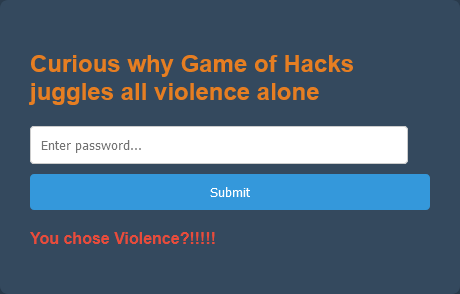 Curious why Game of Hacks
juggles all violence alone
Enter password...
Submit
You chose Violence?!!!!!